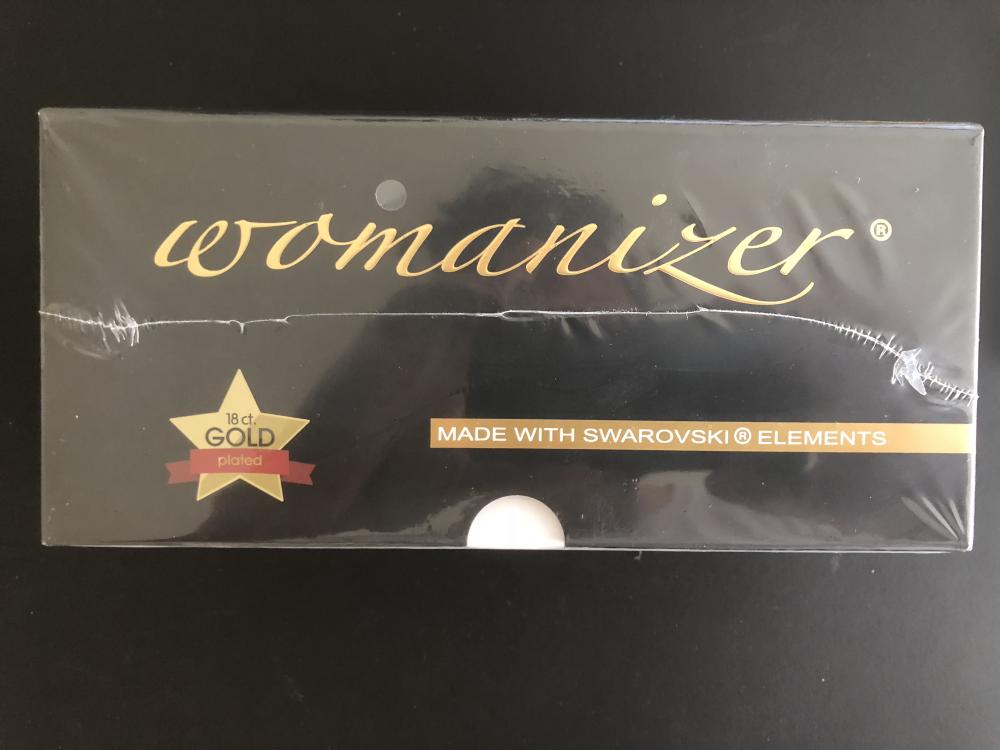 womanizer®
18 ct.
GOLD
plated
MADE WITH SWAROVSKI® ELEMENTS